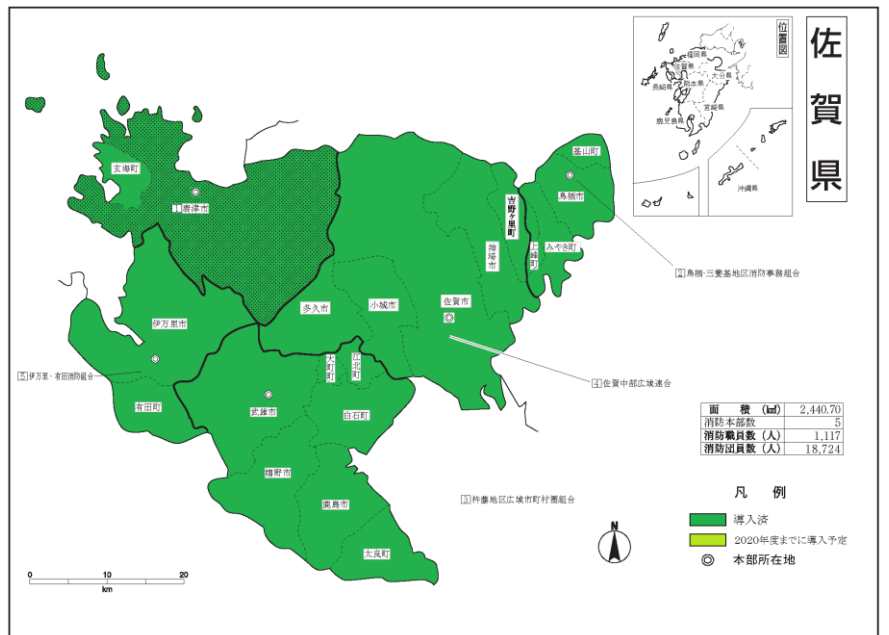 佐賀県
位置図
福岡県
佐賀県
大分県
長崎県
熊本県
宮崎県
鹿児島県
沖縄県
玄海町
1 唐津市
基山町
鳥栖市
みやき町
上峰町
吉野ヶ里町
神埼市
2 鳥栖・三養基地区消防事務組合
佐賀市
小城市
多久市
伊万里市
4 佐賀中部広域連合
大町町
江北町
5 伊万里・有田消防組合
有田町
武雄市
白石町
嬉野市
鹿島市
太良町
3 杵藤地区広域市町村圏組合
面 積 (㎢) 2,440.70
消防本部数 5
消防職員数 (人) 1,117
消防団員数 (人) 18,724
凡 例
導入済
2020年度までに導入予定
◎ 本部所在地
N
0 10 20
km